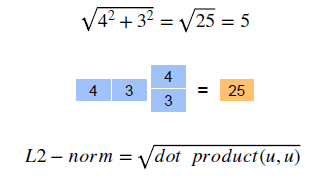 √4² + 3² = √25 = 5
4 3 4 = 25
3
L2 − norm = √dot product(u, u)